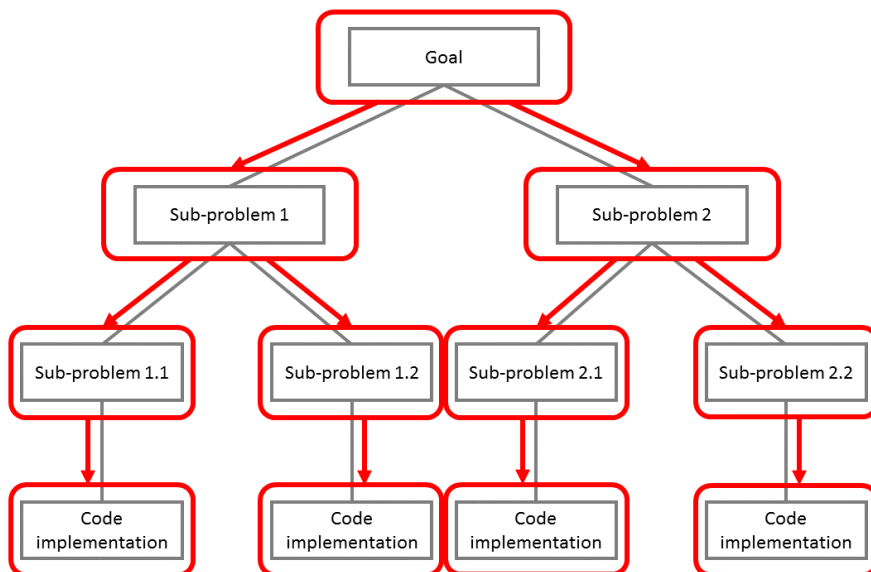 Goal
Sub-problem 1
Sub-problem 2
Sub-problem 1.1
Sub-problem 1.2
Sub-problem 2.1
Sub-problem 2.2
Code
implementation
Code
implementation
Code
implementation
Code
implementation